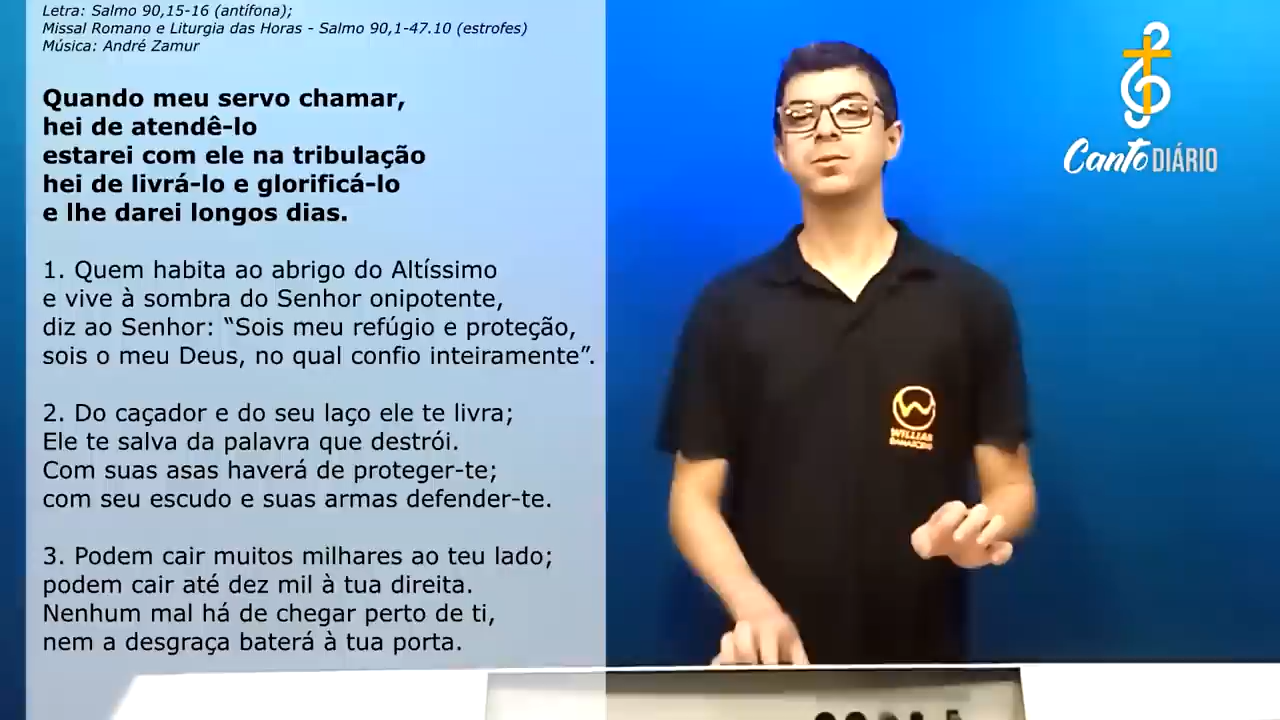 Letra: Salmo 90,15-16 (antífona);
Missal Romano e Liturgia das Horas - Salmo 90,1-47.10 (estrofes)
Música: André Zamur
Quando meu servo chamar,
hei de atendê-lo
estarei com ele na tribulação
hei de livrá-lo e glorificá-lo
e lhe darei longos dias.
1. Quem habita ao abrigo do Altíssimo
e vive à sombra do Senhor onipotente,
diz ao Senhor: “Sois meu refúgio e proteção,
sois o meu Deus, no qual confio inteiramente”.
2. Do caçador e do seu laço ele te livra;
Ele te salva da palavra que destrói.
Com suas asas haverá de proteger-te;
com seu escudo e suas armas defender-te.
3. Podem cair muitos milhares ao teu lado;
podem cair até dez mil à tua direita.
Nenhum mal há de chegar perto de ti,
nem a desgraça baterá à tua porta.
Canto DIÁRIO